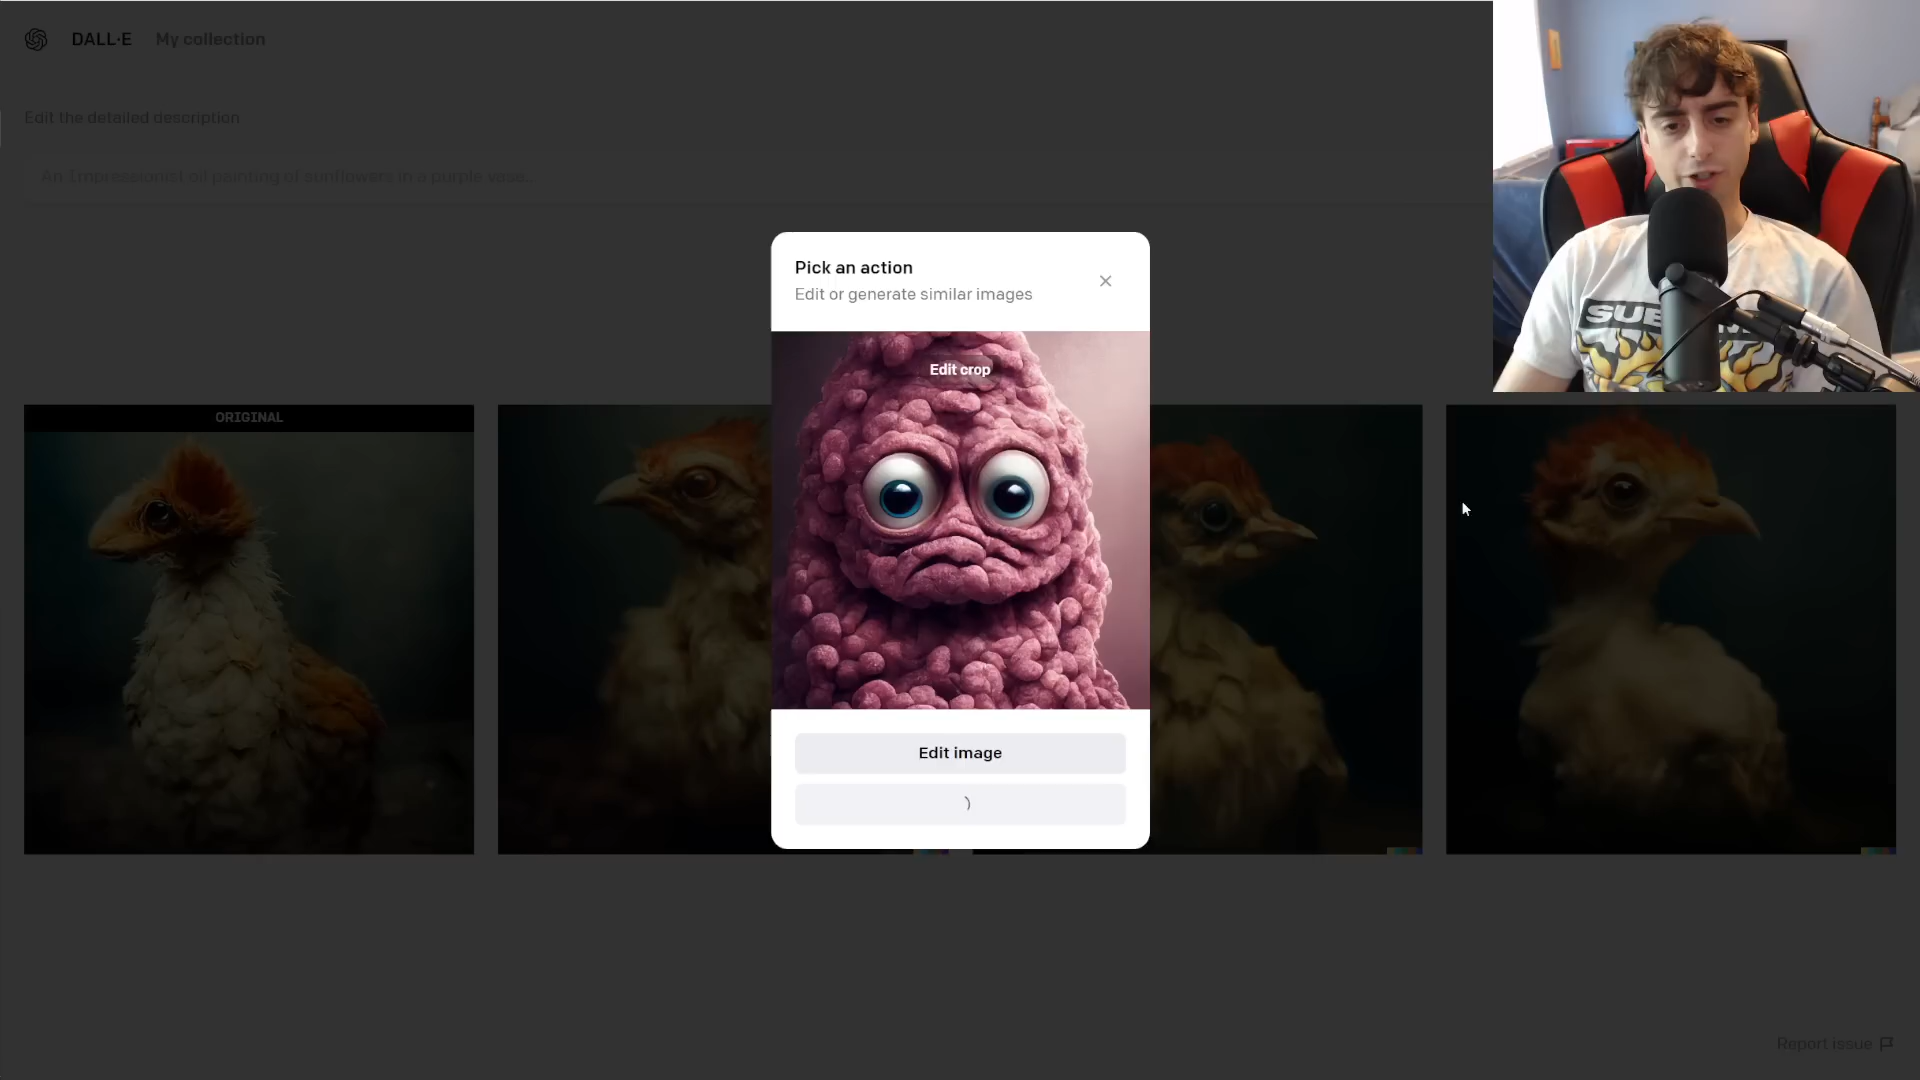 DALL·E My collection
Edit the detailed description
An Impressionist oil painting of sunflowers in a purple vase...
Pick an action
Edit or generate similar images
Edit crop
ORIGINAL
Edit image
Report issue